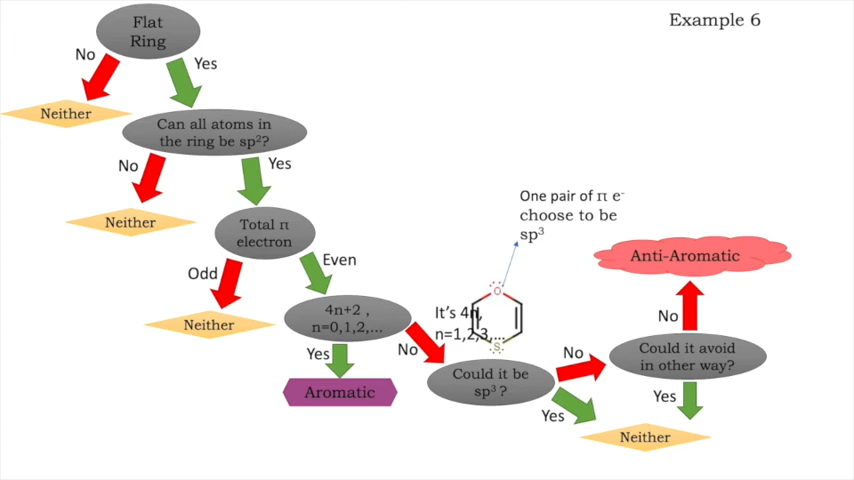 Example 6
Flat
Ring
No
Yes
Neither
Can all atoms in
the ring be sp²?
No
Yes
Neither
Total π
electron
Odd
Even
Neither
4n+2 ,
n=0,1,2,...
Yes
No
Aromatic
It's 4n,
n=1,2,3,...
O
S
One pair of π e⁻
choose to be
sp³
Could it be
sp³ ?
No
Yes
Could it avoid
in other way?
No
Yes
Anti-Aromatic
Neither